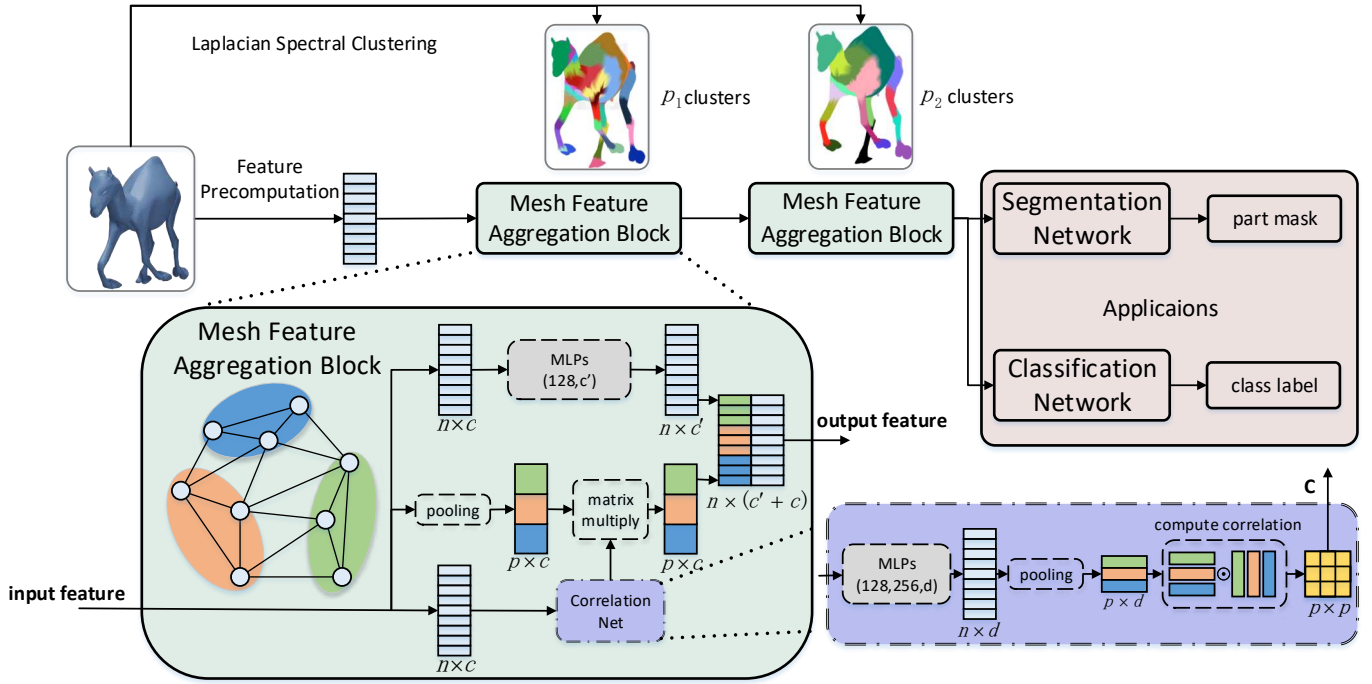 Laplacian Spectral Clustering
p₁ clusters
p₂ clusters
Feature
Precomputation
Mesh Feature
Aggregation Block
Mesh Feature
Aggregation Block
Segmentation
Network
part mask
Applicaions
Classification
Network
class label
Mesh Feature
Aggregation Block
n×c
MLPs
(128,c')
n×c'
output feature
pooling
p×c
matrix
multiply
p×c
n×(c'+c)
input feature
n×c
Correlation
Net
MLPs
(128,256,d)
n×d
pooling
p×d
compute correlation
C
p×p